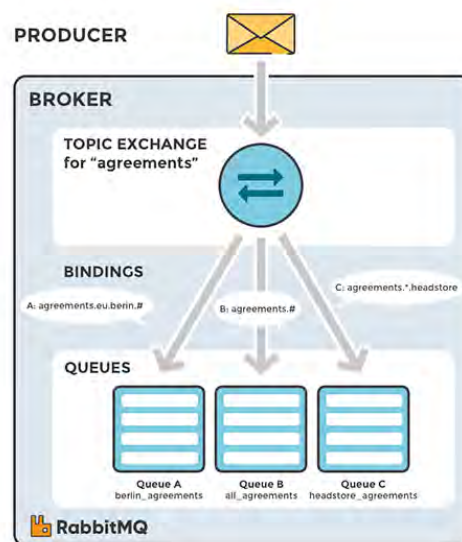 PRODUCER
BROKER
TOPIC EXCHANGE
for "agreements"
BINDINGS
A: agreements.eu.berin.#
B: agreements.#
C: agreements.*.headstore
QUEUES
Queue A
berlin_agreements
Queue B
all_agreements
Queue C
headstore_agreements
RabbitMQ